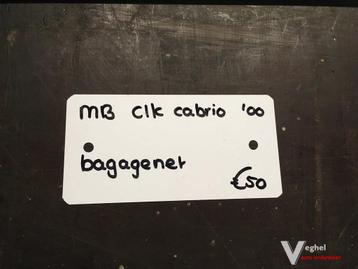 MB Clk cabrio '00
bagagenet
€50
Veghel